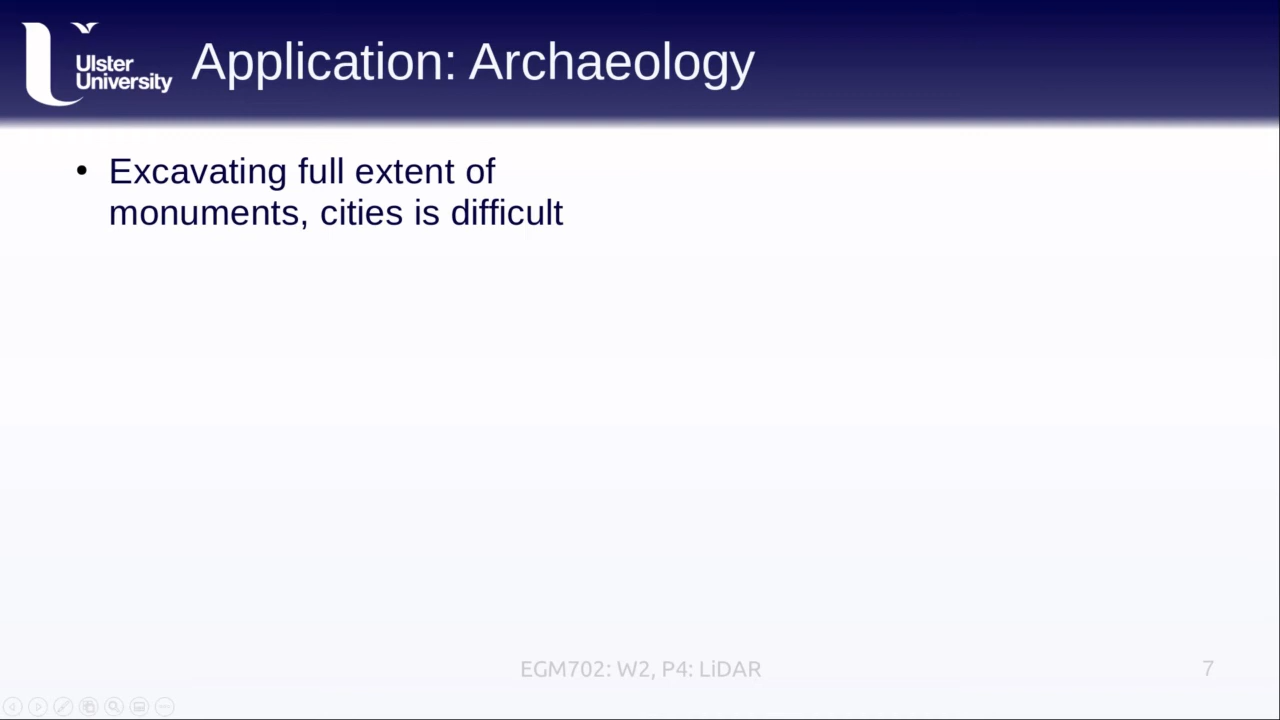 Ulster
University
Application: Archaeology
• Excavating full extent of
monuments, cities is difficult
EGM702: W2, P4: LiDAR
7